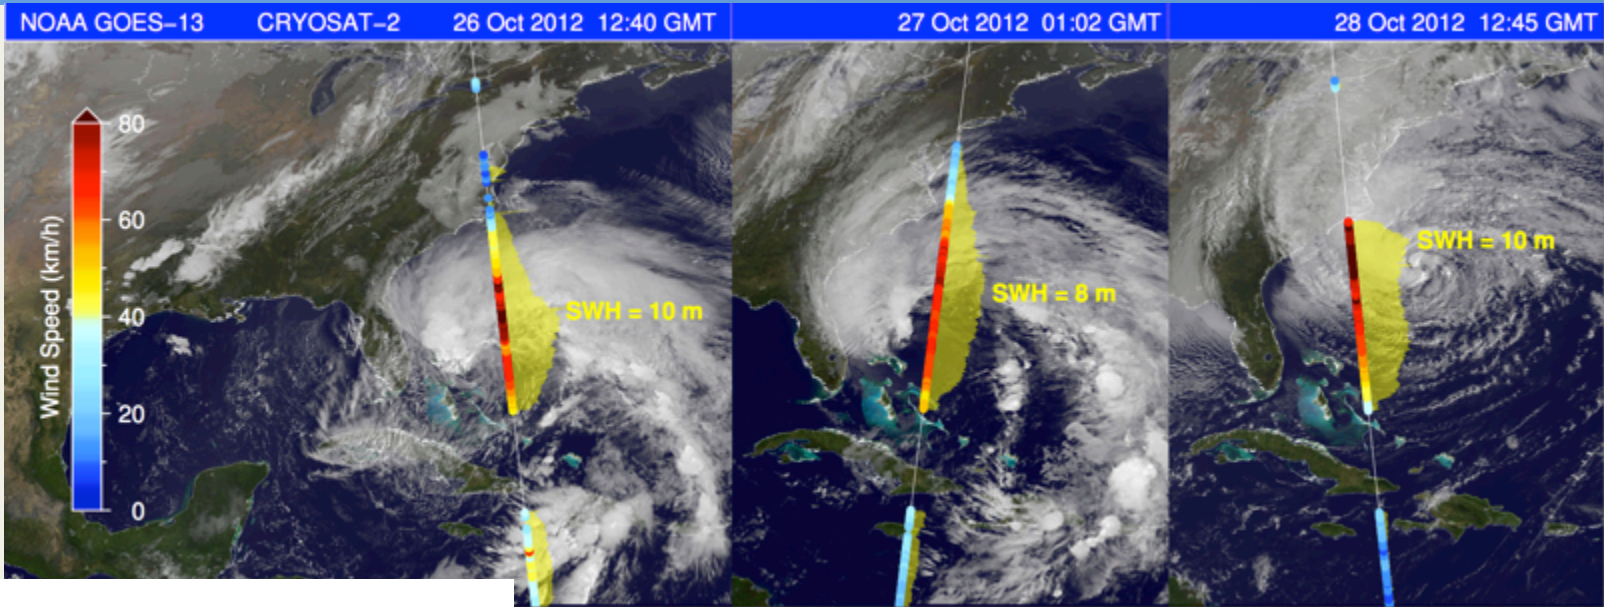 NOAA GOES−13 CRYOSAT−2 26 Oct 2012 12:40 GMT
27 Oct 2012 01:02 GMT
28 Oct 2012 12:45 GMT
Wind Speed (km/h)
80
60
40
20
0
SWH = 10 m
SWH = 8 m
SWH = 10 m